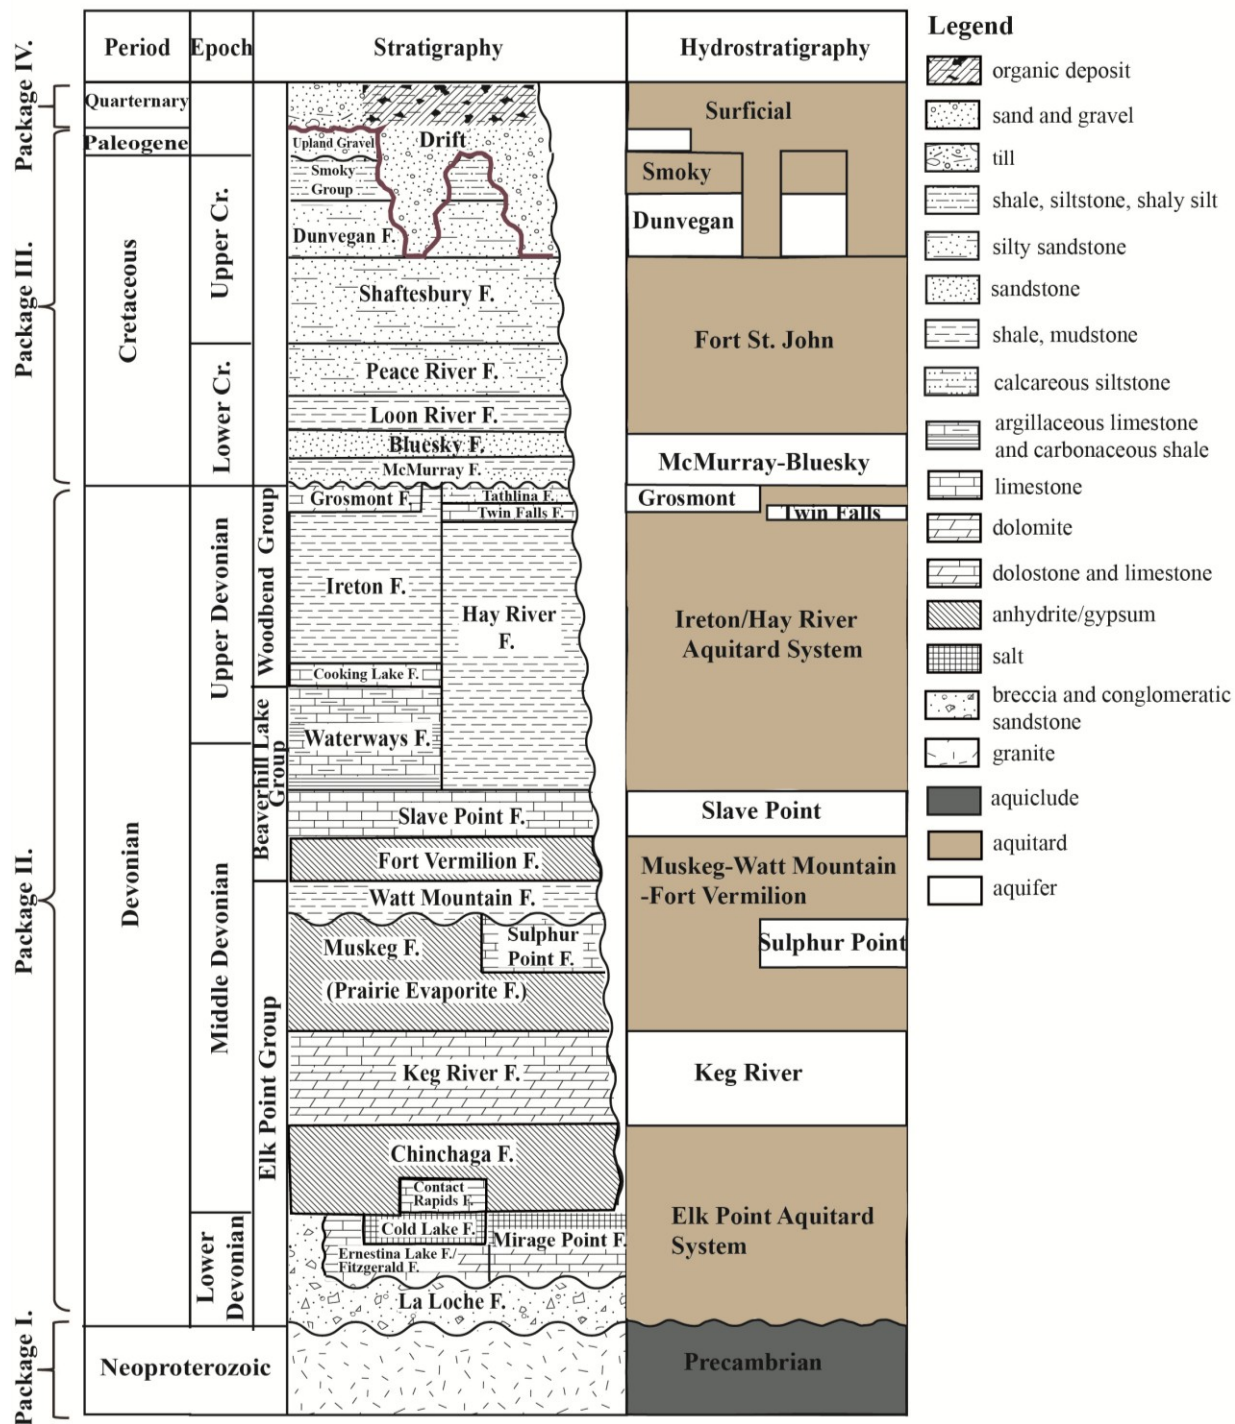 Period
Epoch
Stratigraphy
Hydrostratigraphy
Package IV.
Package III.
Package II.
Package I.
Quarternary
Paleogene
Cretaceous
Devonian
Neoproterozoic
Upper Cr.
Lower Cr.
Upper Devonian
Middle Devonian
Lower
Devonian
Woodbend Group
Beaverhill Lake
Group
Elk Point Group
Drift
Upland Gravel
Smoky
Group
Dunvegan F.
Shaftesbury F.
Peace River F.
Loon River F.
Bluesky F.
McMurray F.
Grosmont F.
Tathlina F.
Twin Falls F.
Ireton F.
Hay River
F.
Cooking Lake F.
Waterways F.
Slave Point F.
Fort Vermilion F.
Watt Mountain F.
Muskeg F.
Sulphur
Point F.
(Prairie Evaporite F.)
Keg River F.
Chinchaga F.
Contact
Rapids F.
Cold Lake F.
Mirage Point F.
Ernestina Lake F./
Fitzgerald F.
La Loche F.
Surficial
Smoky
Dunvegan
Fort St. John
McMurray-Bluesky
Grosmont
Twin Falls
Ireton/Hay River
Aquitard System
Slave Point
Muskeg-Watt Mountain
-Fort Vermilion
Sulphur Point
Keg River
Elk Point Aquitard
System
Precambrian
Legend
organic deposit
sand and gravel
till
shale, siltstone, shaly silt
silty sandstone
sandstone
shale, mudstone
calcareous siltstone
argillaceous limestone
and carbonaceous shale
limestone
dolomite
dolostone and limestone
anhydrite/gypsum
salt
breccia and conglomeratic
sandstone
granite
aquiclude
aquitard
aquifer